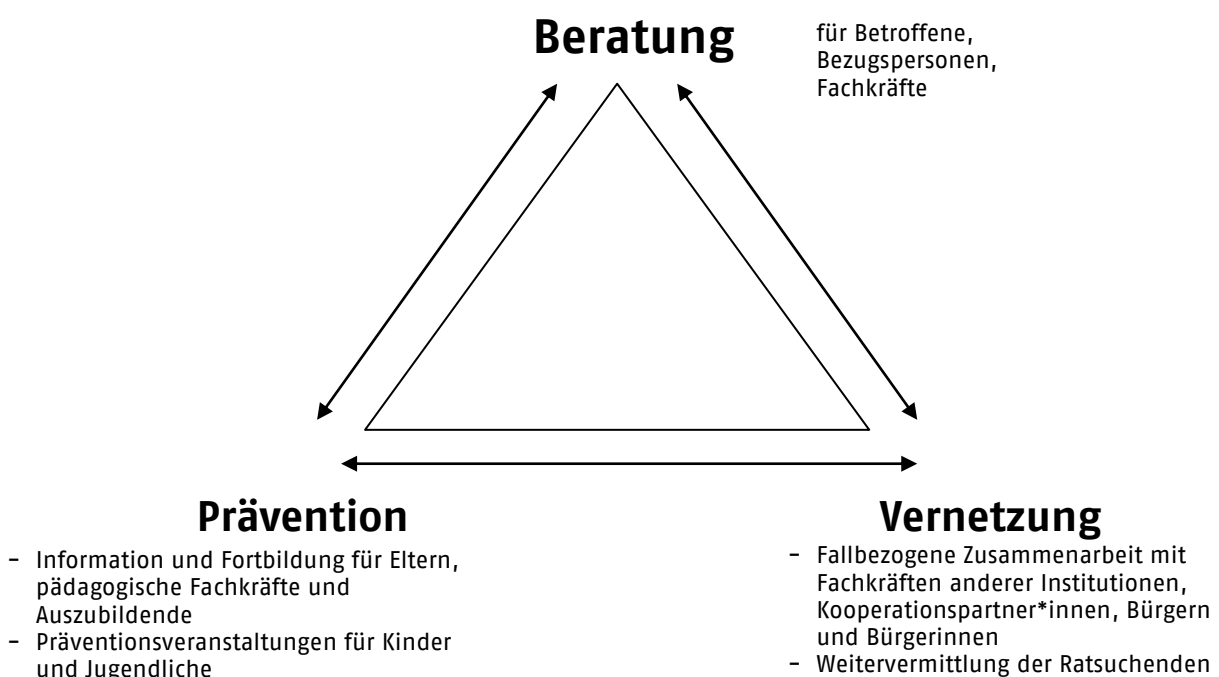 Beratung
für Betroffene,
Bezugspersonen,
Fachkräfte
Prävention
- Information und Fortbildung für Eltern,
pädagogische Fachkräfte und
Auszubildende
- Präventionsveranstaltungen für Kinder
und Jugendliche
Vernetzung
- Fallbezogene Zusammenarbeit mit
Fachkräften anderer Institutionen,
Kooperationspartner*innen, Bürgern
und Bürgerinnen
- Weitervermittlung der Ratsuchenden